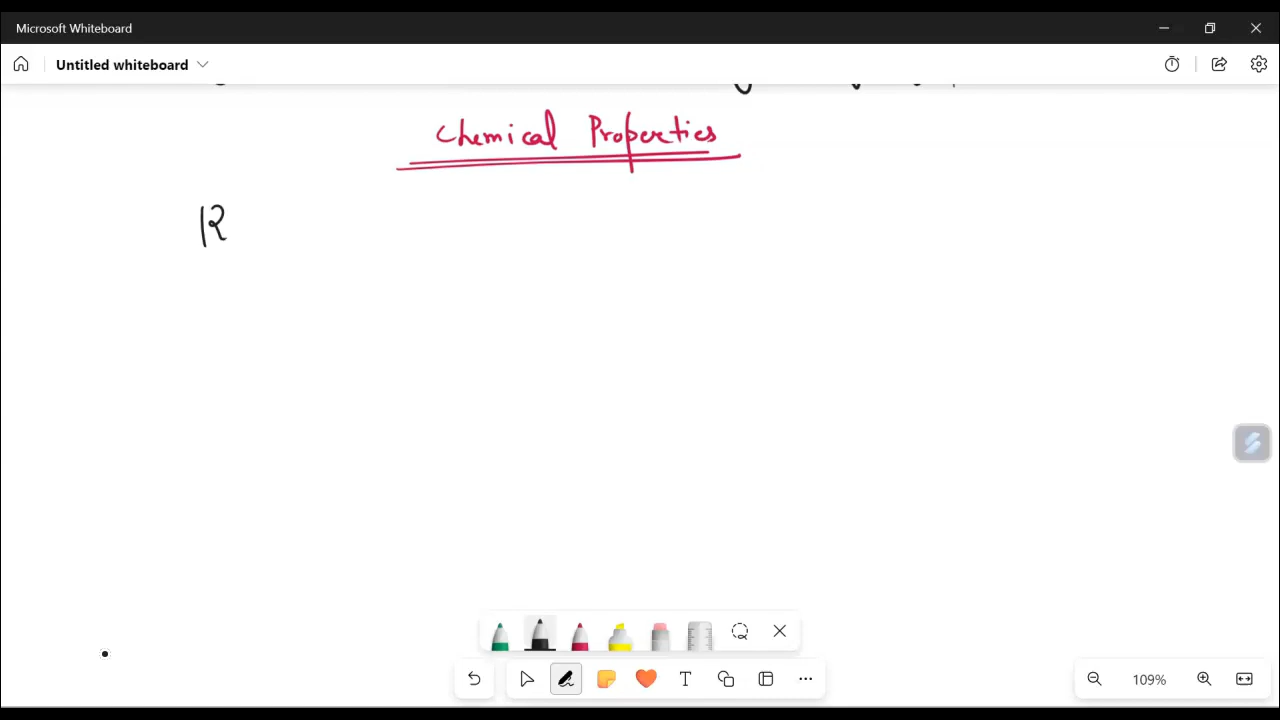 Microsoft Whiteboard
Untitled whiteboard
Chemical Properties
R
109%